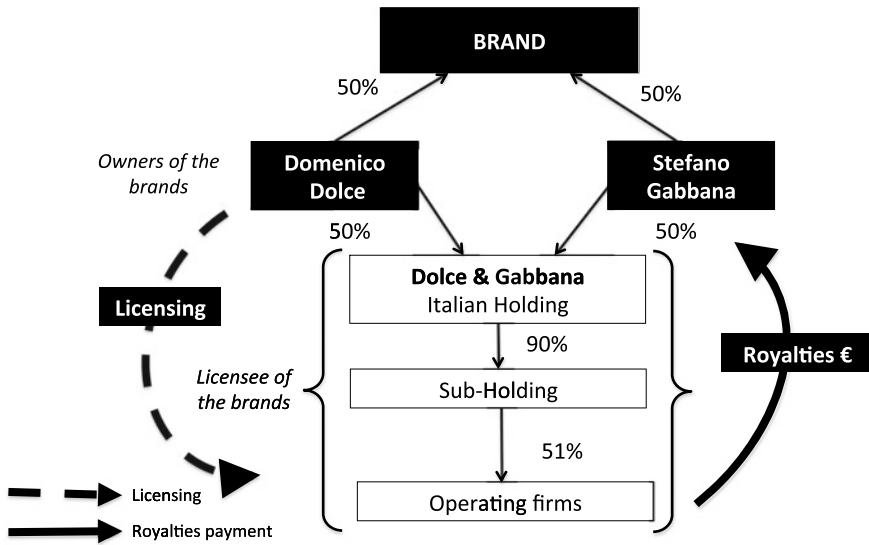 BRAND
50%
50%
Owners of the
brands
Domenico
Dolce
Stefano
Gabbana
50%
50%
Dolce & Gabbana
Italian Holding
Licensing
90%
Royalties €
Licensee of
the brands
Sub-Holding
51%
Operating firms
Licensing
Royalties payment